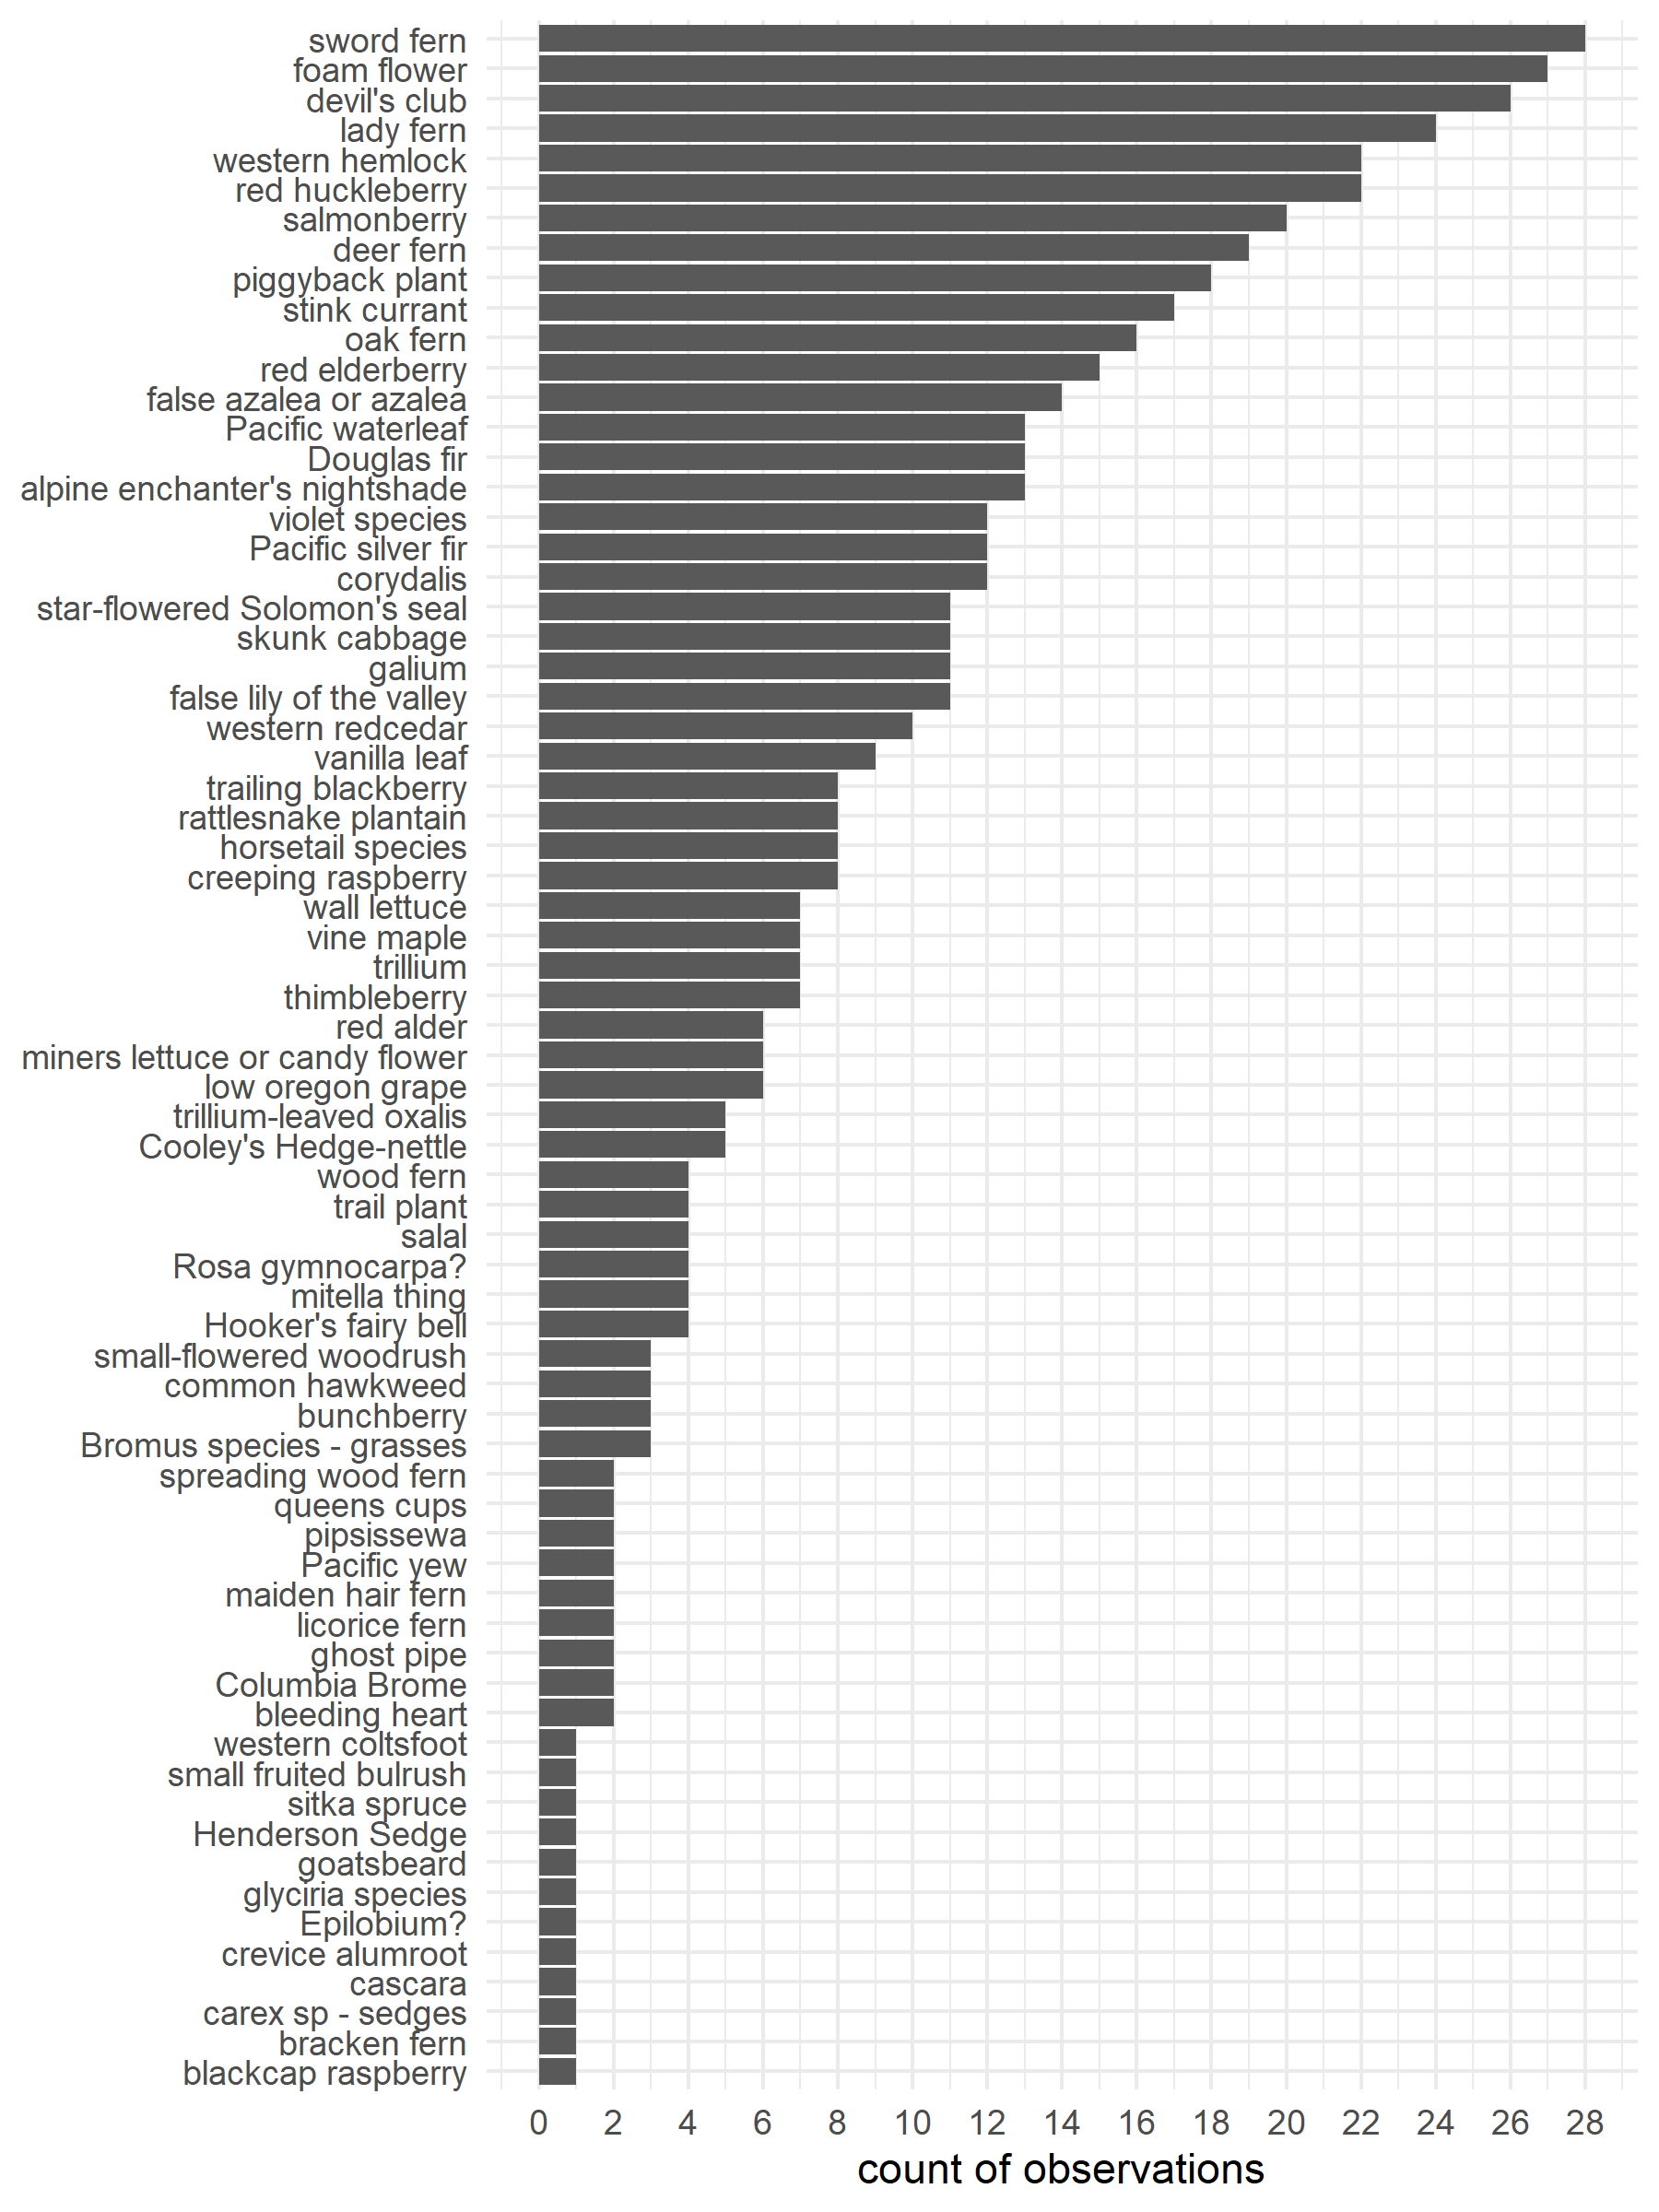 sword fern
foam flower
devil's club
lady fern
western hemlock
red huckleberry
salmonberry
deer fern
piggyback plant
stink currant
oak fern
red elderberry
false azalea or azalea
Pacific waterleaf
Douglas fir
alpine enchanter's nightshade
violet species
Pacific silver fir
corydalis
star-flowered Solomon's seal
skunk cabbage
galium
false lily of the valley
western redcedar
vanilla leaf
trailing blackberry
rattlesnake plantain
horsetail species
creeping raspberry
wall lettuce
vine maple
trillium
thimbleberry
red alder
miners lettuce or candy flower
low oregon grape
trillium-leaved oxalis
Cooley's Hedge-nettle
wood fern
trail plant
salal
Rosa gymnocarpa?
mitella thing
Hooker's fairy bell
small-flowered woodrush
common hawkweed
bunchberry
Bromus species - grasses
spreading wood fern
queens cups
pipsissewa
Pacific yew
maiden hair fern
licorice fern
ghost pipe
Columbia Brome
bleeding heart
western coltsfoot
small fruited bulrush
sitka spruce
Henderson Sedge
goatsbeard
glyciria species
Epilobium?
crevice alumroot
cascara
carex sp - sedges
bracken fern
blackcap raspberry
0 2 4 6 8 10 12 14 16 18 20 22 24 26 28
count of observations